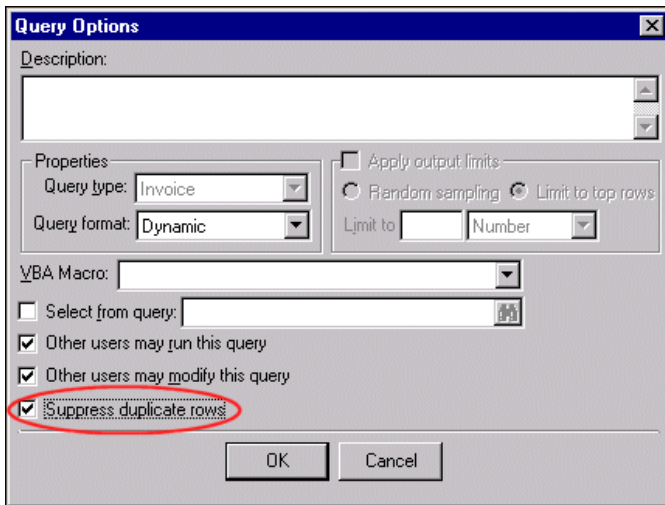 Query Options
Description:
Properties
Apply output limits
Query type: Invoice
Random sampling Limit to top rows
Query format: Dynamic
Limit to Number
VBA Macro:
Select from query:
Other users may run this query
Other users may modify this query
Suppress duplicate rows
OK Cancel